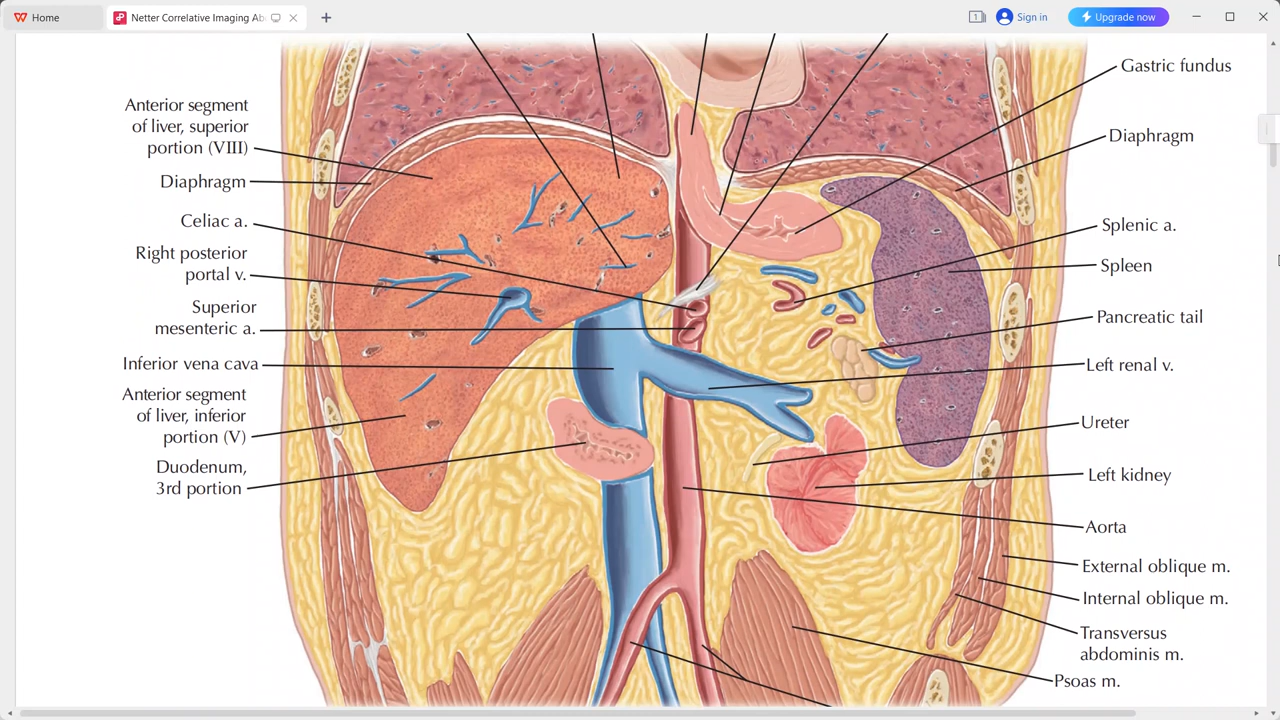 Home
Netter Correlative Imaging Ab
1
Sign in
Upgrade now
Anterior segment
of liver, superior
portion (VIII)
Diaphragm
Celiac a.
Right posterior
portal v.
Superior
mesenteric a.
Inferior vena cava
Anterior segment
of liver, inferior
portion (V)
Duodenum,
3rd portion
Gastric fundus
Diaphragm
Splenic a.
Spleen
Pancreatic tail
Left renal v.
Ureter
Left kidney
Aorta
External oblique m.
Internal oblique m.
Transversus
abdominis m.
Psoas m.